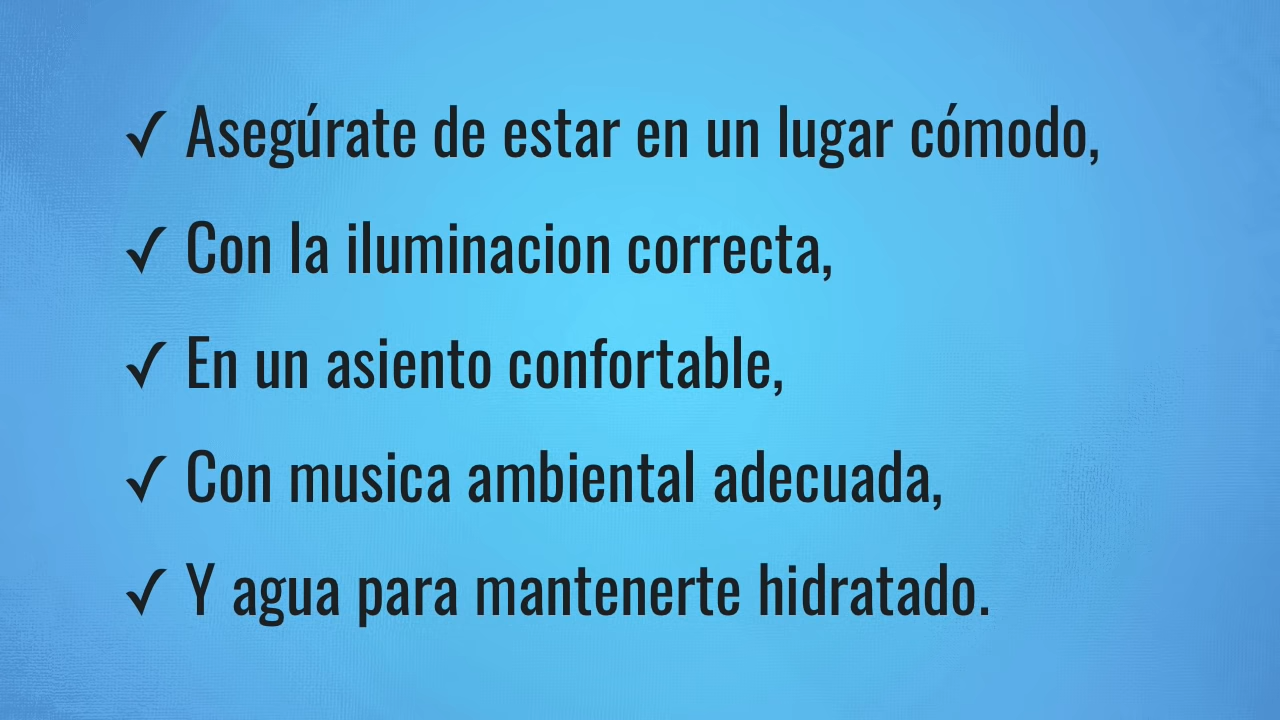 ✓ Asegúrate de estar en un lugar cómodo,
✓ Con la iluminacion correcta,
✓ En un asiento confortable,
✓ Con musica ambiental adecuada,
✓ Y agua para mantenerte hidratado.